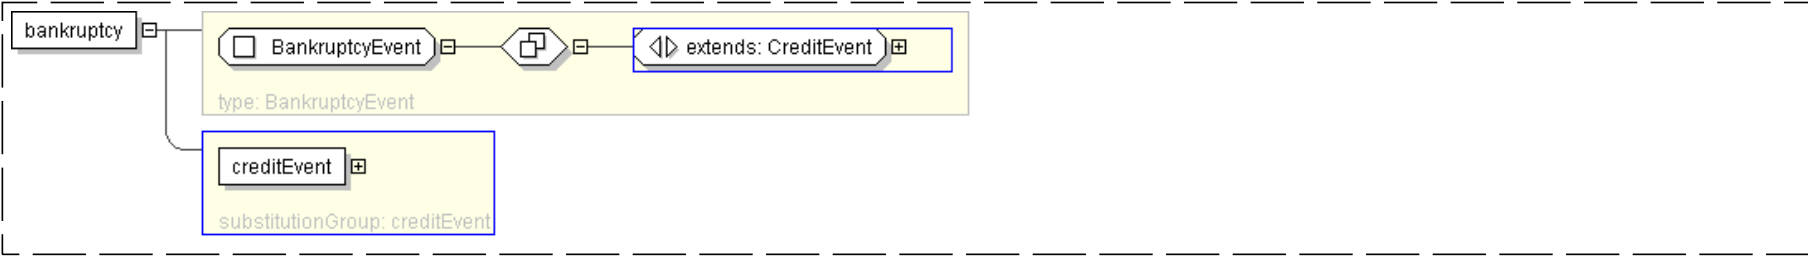 bankruptcy
BankruptcyEvent
extends: CreditEvent
type: BankruptcyEvent
creditEvent
substitutionGroup: creditEvent